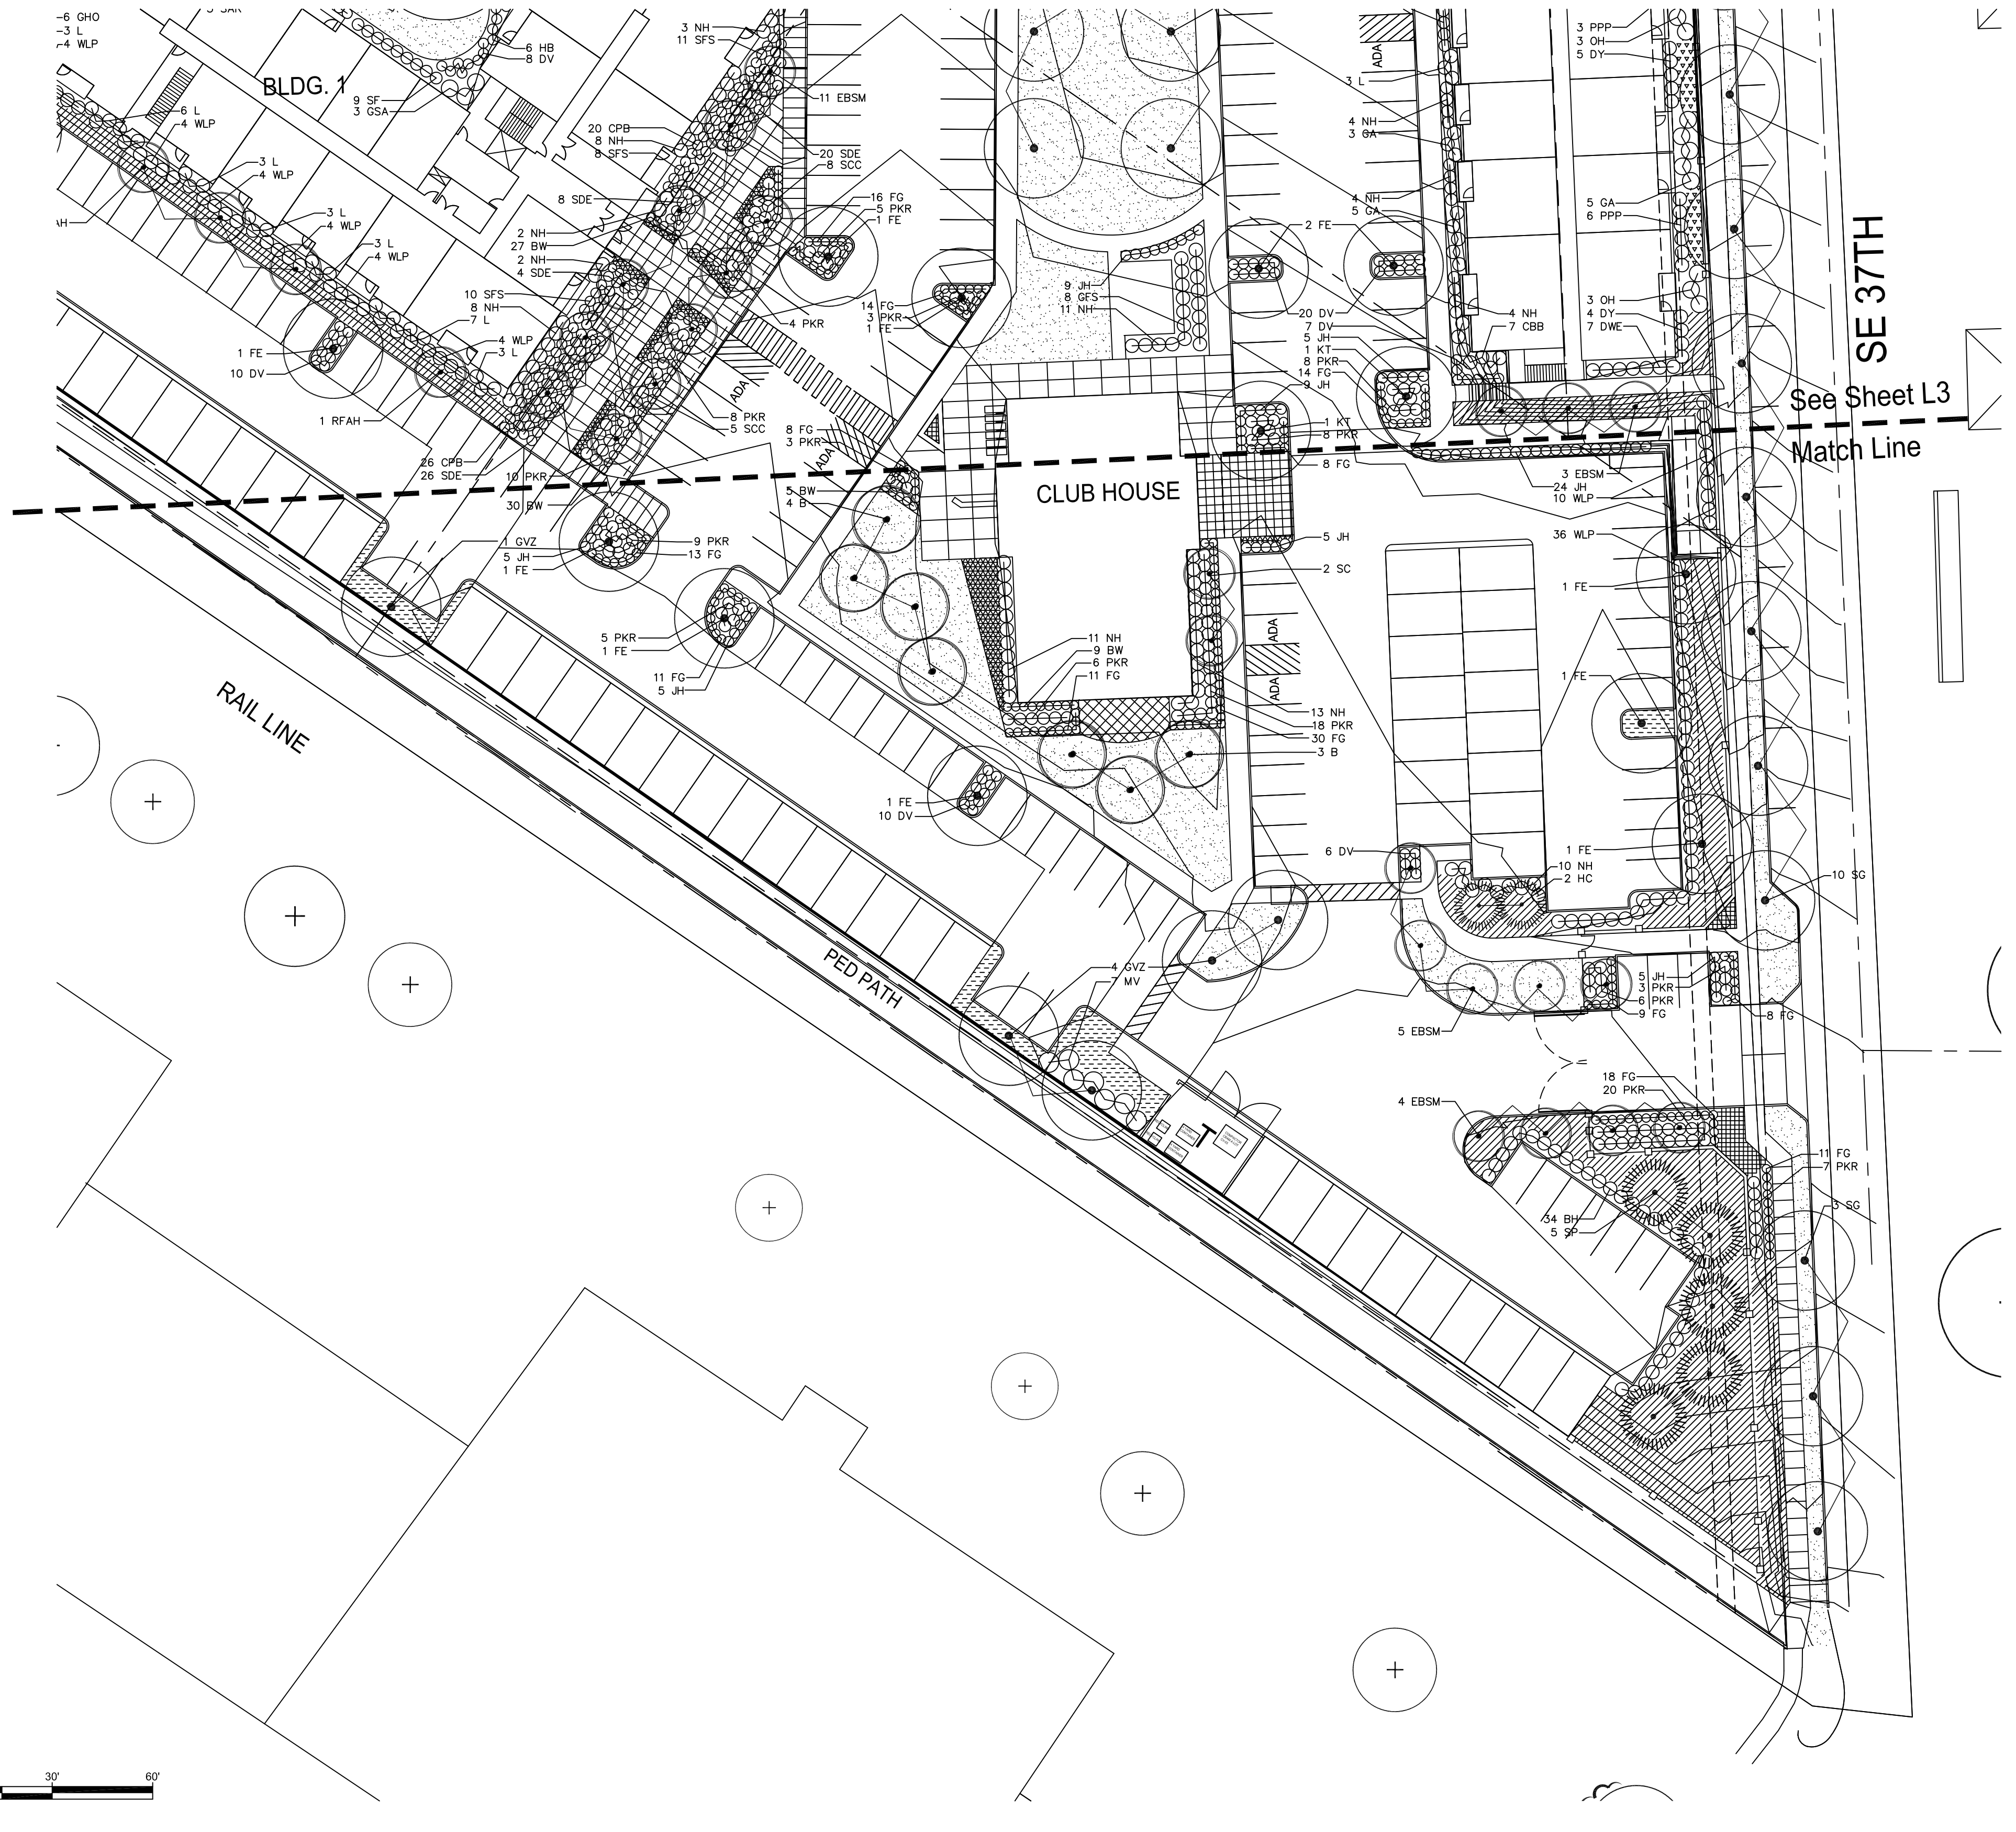 6 GHO
3 L
4 WLP
BLDG. 1
6 HB
8 DV
9 SF
3 GSA
6 L
4 WLP
3 L
4 WLP
3 L
4 WLP
3 L
4 WLP
3 NH
11 SFS
11 EBSM
20 CPB
8 NH
8 SFS
20 SDE
8 SCC
8 SDE
16 FG
5 PKR
1 FE
2 NH
27 BW
2 NH
4 SDE
10 SFS
8 NH
7 L
4 WLP
3 L
1 FE
10 DV
1 RFAH
4 PKR
14 FG
3 PKR
1 FE
ADA
8 PKR
5 SCC
8 FG
3 PKR
ADA
26 CPB
26 SDE
10 PKR
30 BW
5 BW
4 B
9 JH
8 GFS
11 NH
2 FE
20 DV
7 DV
5 JH
1 KT
8 PKR
14 FG
9 JH
1 KT
8 PKR
8 FG
ADA
3 L
4 NH
3 GA
4 NH
5 GA
4 NH
7 CBB
3 PPP
3 OH
5 DY
5 GA
6 PPP
3 OH
4 DY
7 DWE
SE 37TH
See Sheet L3
Match Line
CLUB HOUSE
3 EBSM
24 JH
10 WLP
36 WLP
1 FE
1 FE
1 FE
1 GVZ
5 JH
1 FE
9 PKR
13 FG
5 PKR
1 FE
11 FG
5 JH
5 JH
2 SC
ADA
ADA
11 NH
9 BW
6 PKR
11 FG
13 NH
18 PKR
30 FG
3 B
RAIL LINE
1 FE
10 DV
6 DV
10 NH
2 HC
10 SG
PED PATH
4 GVZ
7 MV
5 JH
3 PKR
6 PKR
9 FG
8 FG
5 EBSM
18 FG
20 PKR
4 EBSM
11 FG
7 PKR
3 SG
34 BH
5 SP
30'
60'